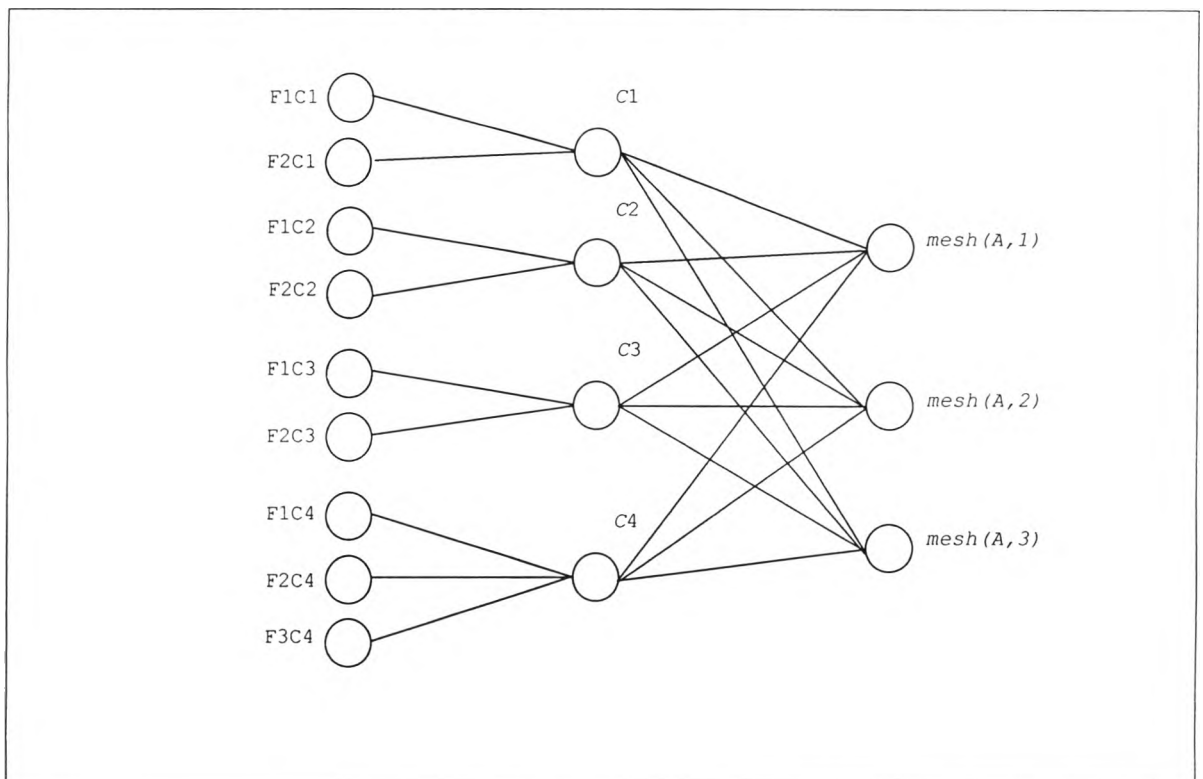 F1C1
F2C1
F1C2
F2C2
F1C3
F2C3
F1C4
F2C4
F3C4
C1
C2
C3
C4
mesh(A,1)
mesh(A,2)
mesh(A,3)